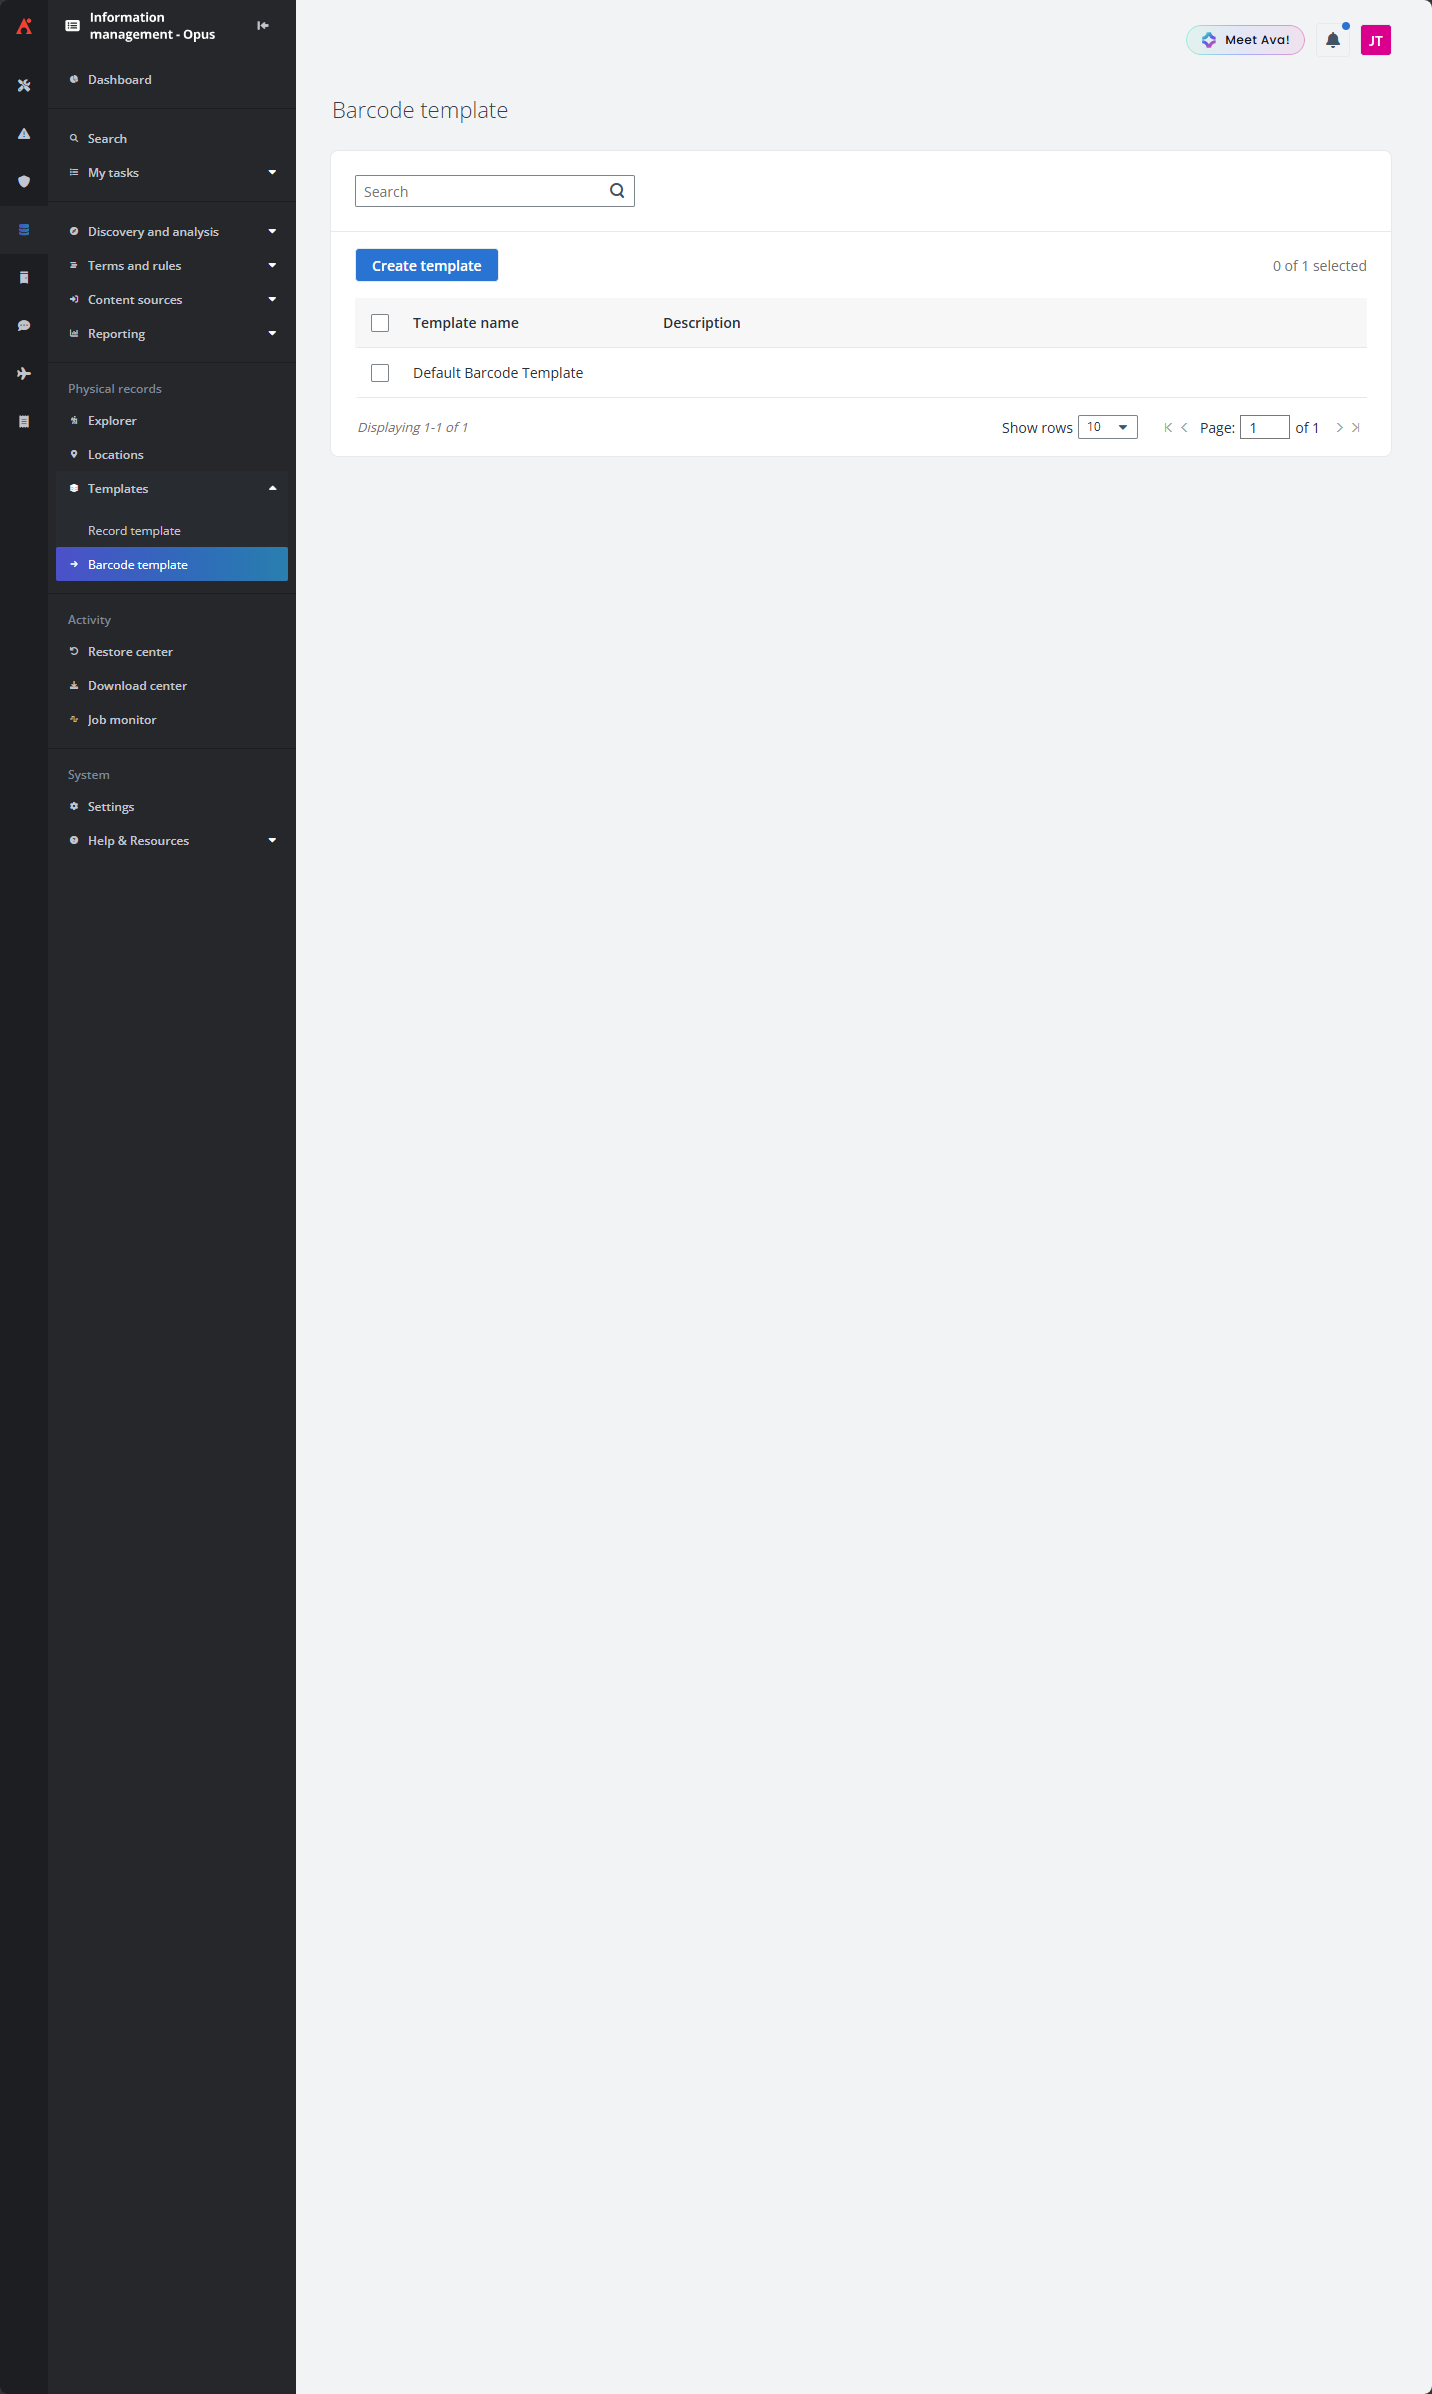 Information
management - Opus
Dashboard
Search
My tasks
Discovery and analysis
Terms and rules
Content sources
Reporting
Physical records
Explorer
Locations
Templates
Record template
Barcode template
Activity
Restore center
Download center
Job monitor
System
Settings
Help & Resources
Meet Ava!
JT
Barcode template
Search
Create template
0 of 1 selected
Template name Description
Default Barcode Template
Displaying 1-1 of 1
Show rows 10 Page: 1 of 1